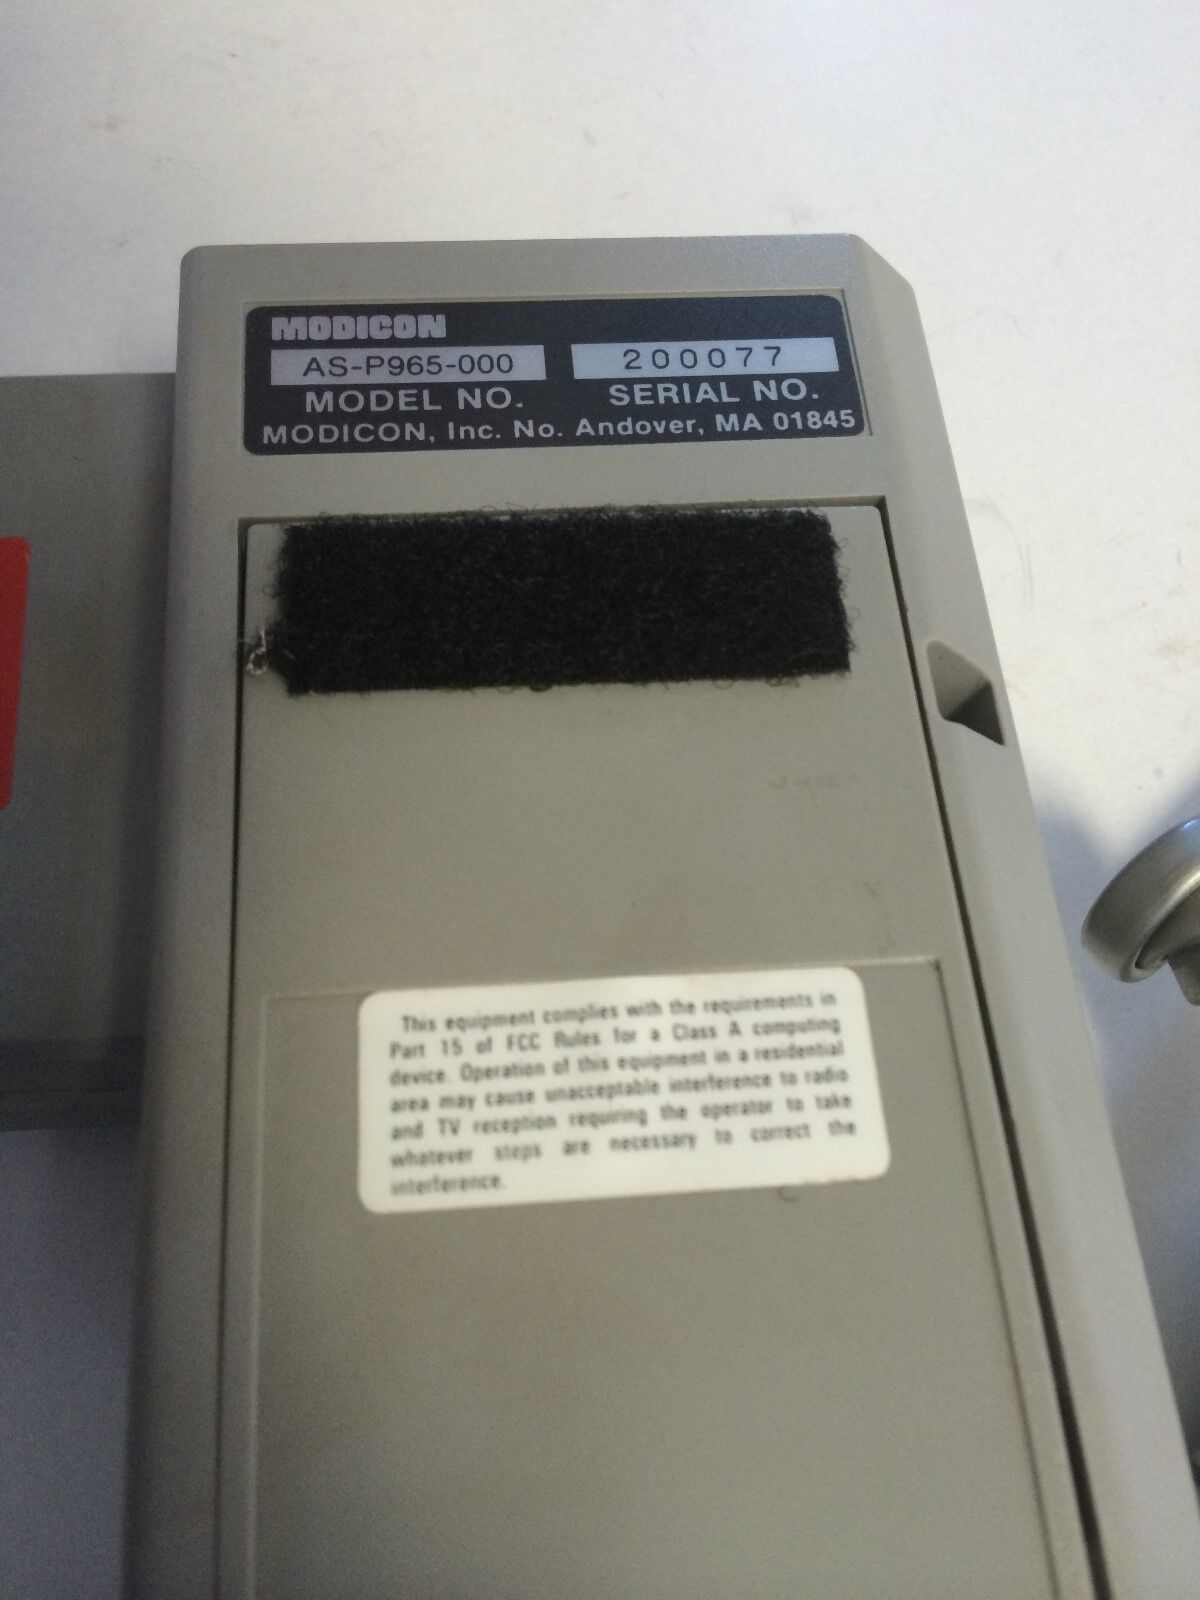 MODICON
AS-P965-000 200077
MODEL NO. SERIAL NO.
MODICON, Inc. No. Andover, MA 01845
This equipment complies with the requirements in
Part 15 of FCC Rules for a Class A computing
device. Operation of this equipment in a residential
area may cause unacceptable interference to radio
and TV reception requiring the operator to take
whatever steps are necessary to correct the
interference.